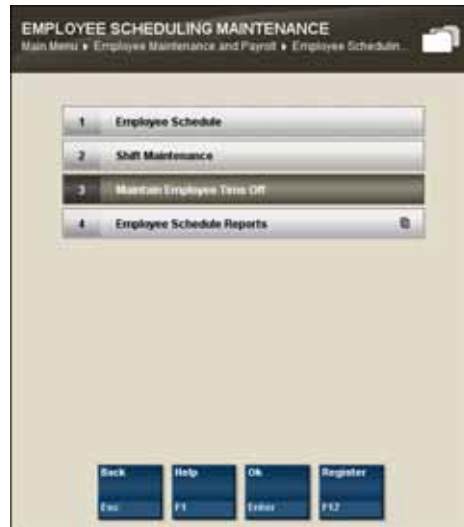 EMPLOYEE SCHEDULING MAINTENANCE
Main Menu ▸ Employee Maintenance and Payroll ▸ Employee Schedulin...
1 Employee Schedule
2 Shift Maintenance
3 Maintain Employee Time Off
4 Employee Schedule Reports
Back Help Ok Register
Esc F1 Enter F12